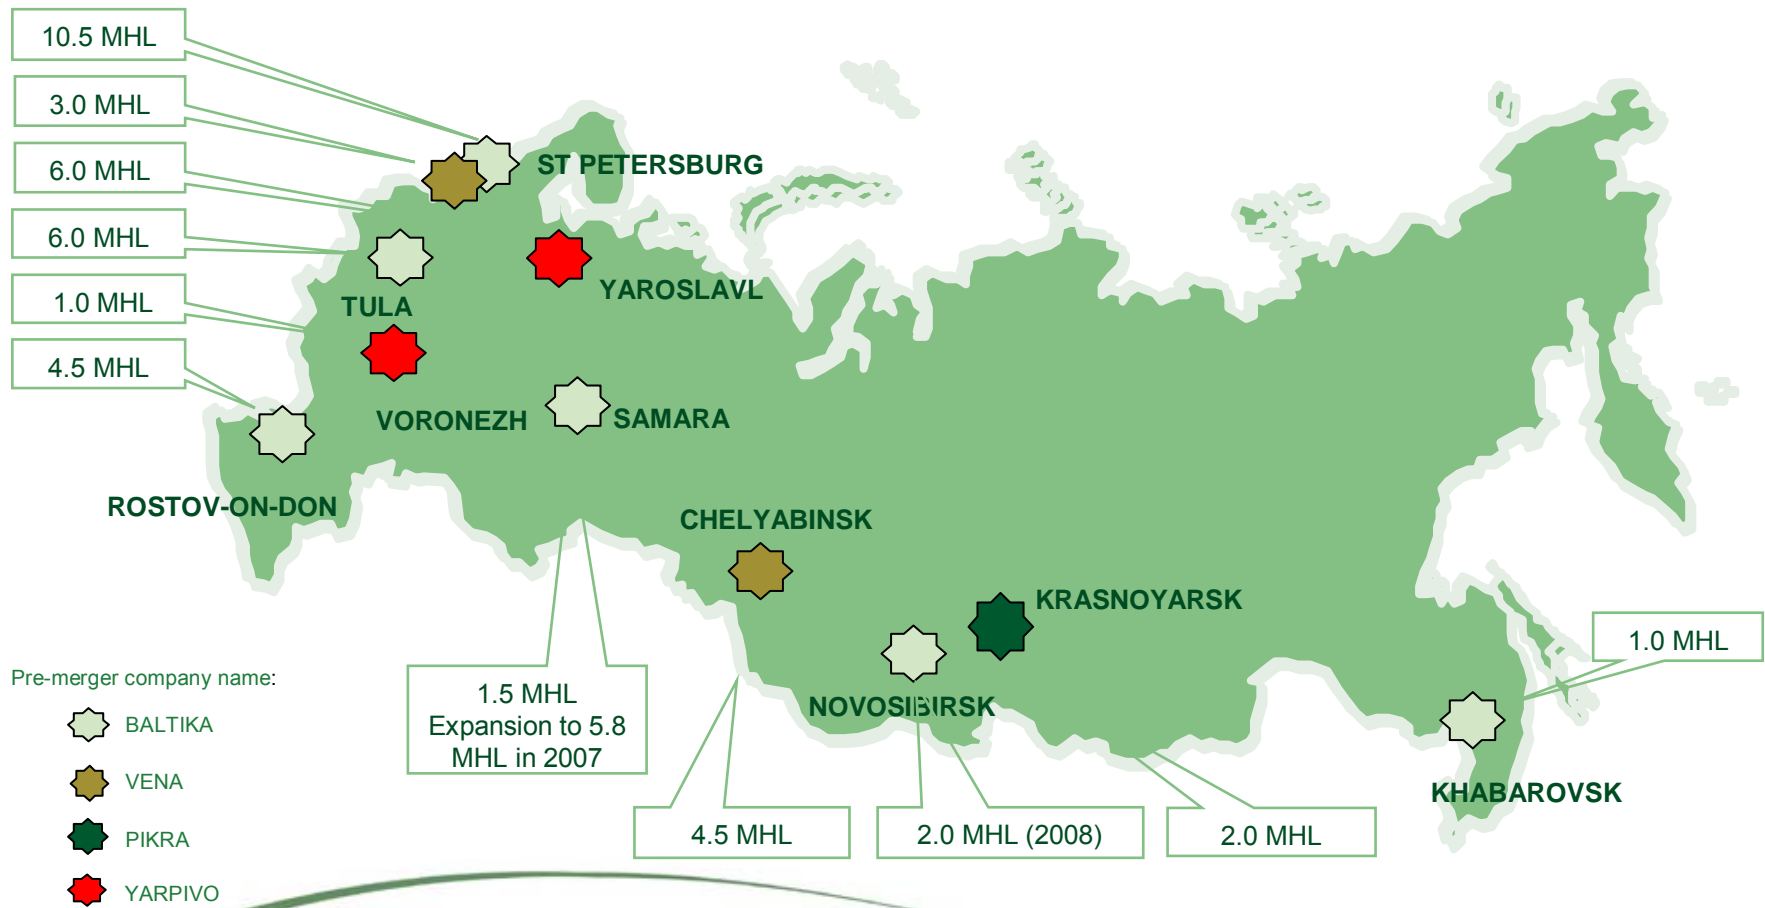 10.5 MHL
3.0 MHL
6.0 MHL
6.0 MHL
1.0 MHL
4.5 MHL
ST PETERSBURG
YAROSLAVL
TULA
VORONEZH
SAMARA
ROSTOV-ON-DON
CHELYABINSK
KRASNOYARSK
NOVOSIBIRSK
KHABAROVSK
1.0 MHL
1.5 MHL
Expansion to 5.8
MHL in 2007
4.5 MHL
2.0 MHL (2008)
2.0 MHL
Pre-merger company name:
BALTIKA
VENA
PIKRA
YARPIVO